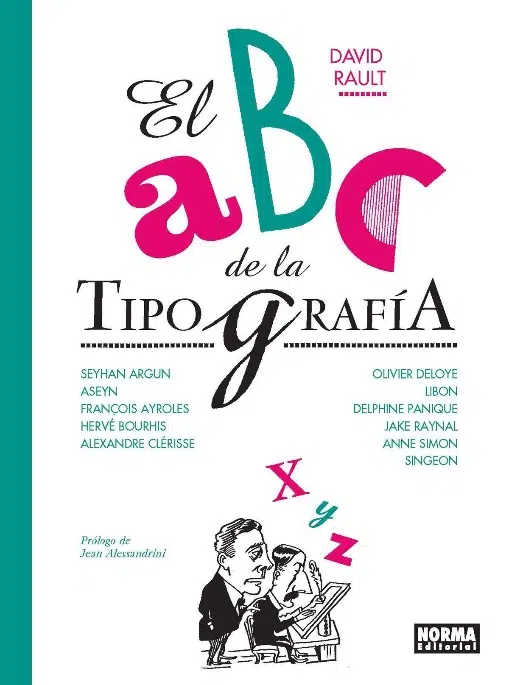 DAVID
RAULT
El
aBc
de la
TIPOgRAFÍA
SEYHAN ARGUN
ASEYN
FRANÇOIS AYROLES
HERVÉ BOURHIS
ALEXANDRE CLÉRISSE
OLIVIER DELOYE
LIBON
DELPHINE PANIQUE
JAKE RAYNAL
ANNE SIMON
SINGEON
X
y
z
Prólogo de
Jean Alessandrini
NORMA
Editorial